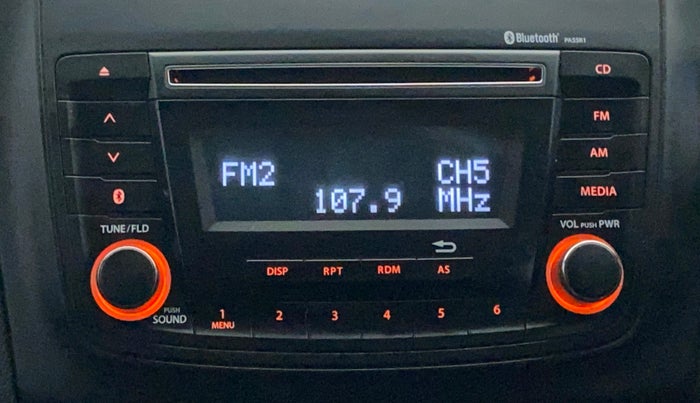 Bluetooth PASSR1
CD
FM
AM
MEDIA
FM2 CH5
107.9 MHz
TUNE/FLD
VOL PUSH PWR
DISP RPT RDM AS
PUSH
SOUND
1 2 3 4 5 6
MENU